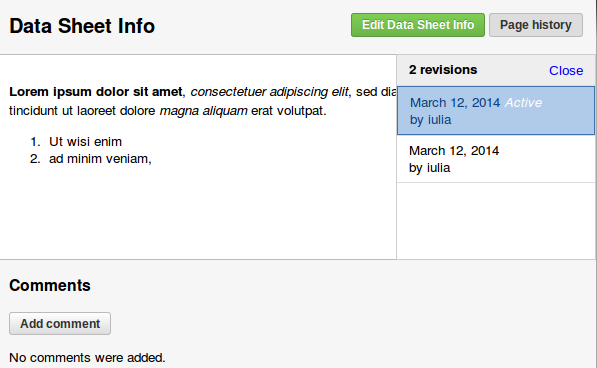 Data Sheet Info
Edit Data Sheet Info
Page history
2 revisions
Close
Lorem ipsum dolor sit amet, consectetuer adipiscing elit, sed dia
tincidunt ut laoreet dolore magna aliquam erat volutpat.
1. Ut wisi enim
2. ad minim veniam,
March 12, 2014 Active
by iulia
March 12, 2014
by iulia
Comments
Add comment
No comments were added.